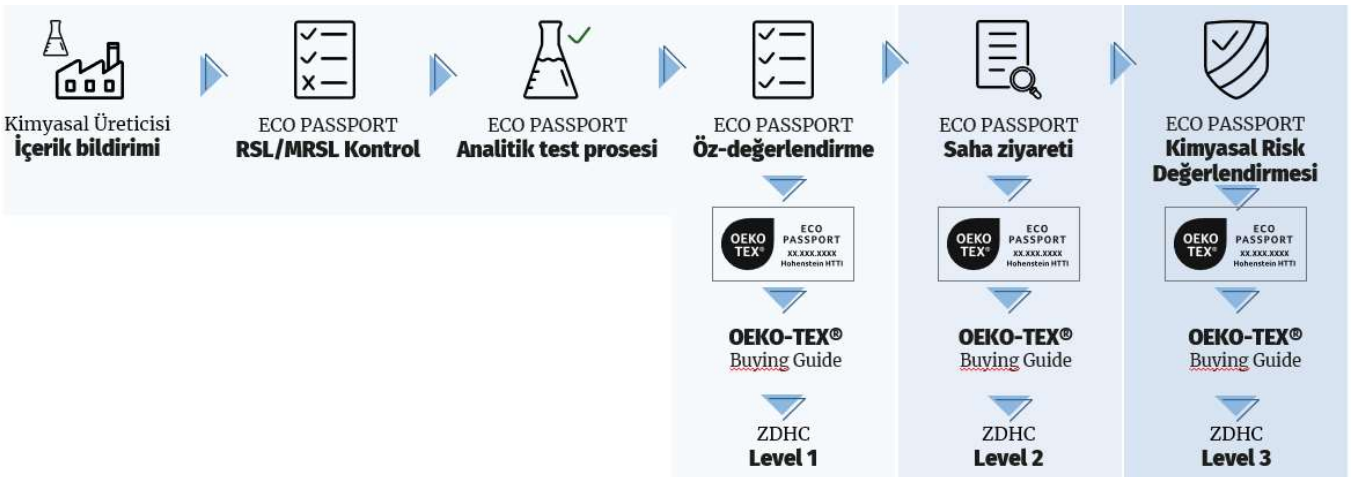 Kimyasal Üreticisi
İçerik bildirimi
ECO PASSPORT
RSL/MRSL Kontrol
ECO PASSPORT
Analitik test prosesi
ECO PASSPORT
Öz-değerlendirme
ECO PASSPORT
Saha ziyareti
ECO PASSPORT
Kimyasal Risk
Değerlendirmesi
OEKO
TEX®
ECO
PASSPORT
XX.XXX.XXXX
Hohenstein HTTI
OEKO-TEX®
Buying Guide
ZDHC
Level 1
OEKO
TEX®
ECO
PASSPORT
XX.XXX.XXXX
Hohenstein HTTI
OEKO-TEX®
Buying Guide
ZDHC
Level 2
OEKO
TEX®
ECO
PASSPORT
XX.XXX.XXXX
Hohenstein HTTI
OEKO-TEX®
Buying Guide
ZDHC
Level 3